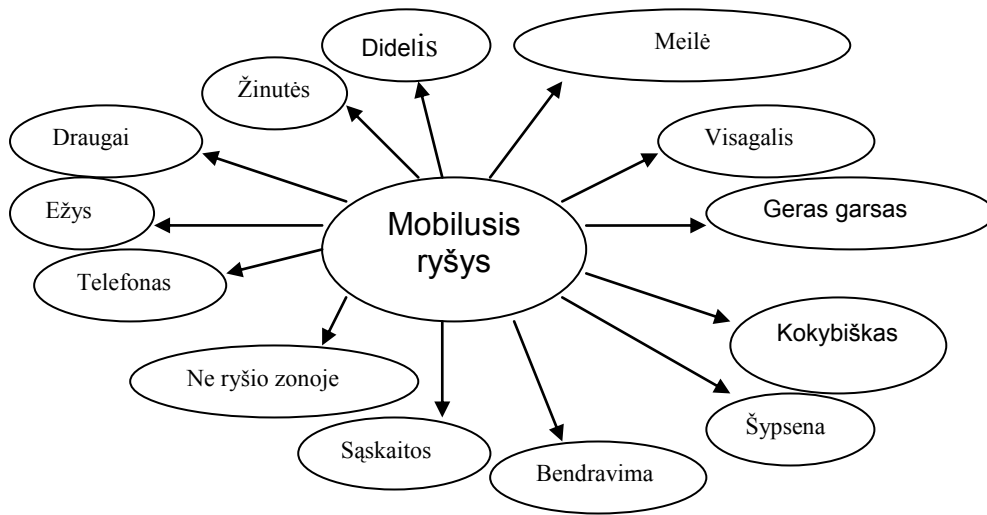 Didelis
Meilė
Žinutės
Draugai
Visagalis
Ežys
Geras garsas
Mobilusis
ryšys
Telefonas
Kokybiškas
Ne ryšio zonoje
Šypsena
Sąskaitos
Bendravima